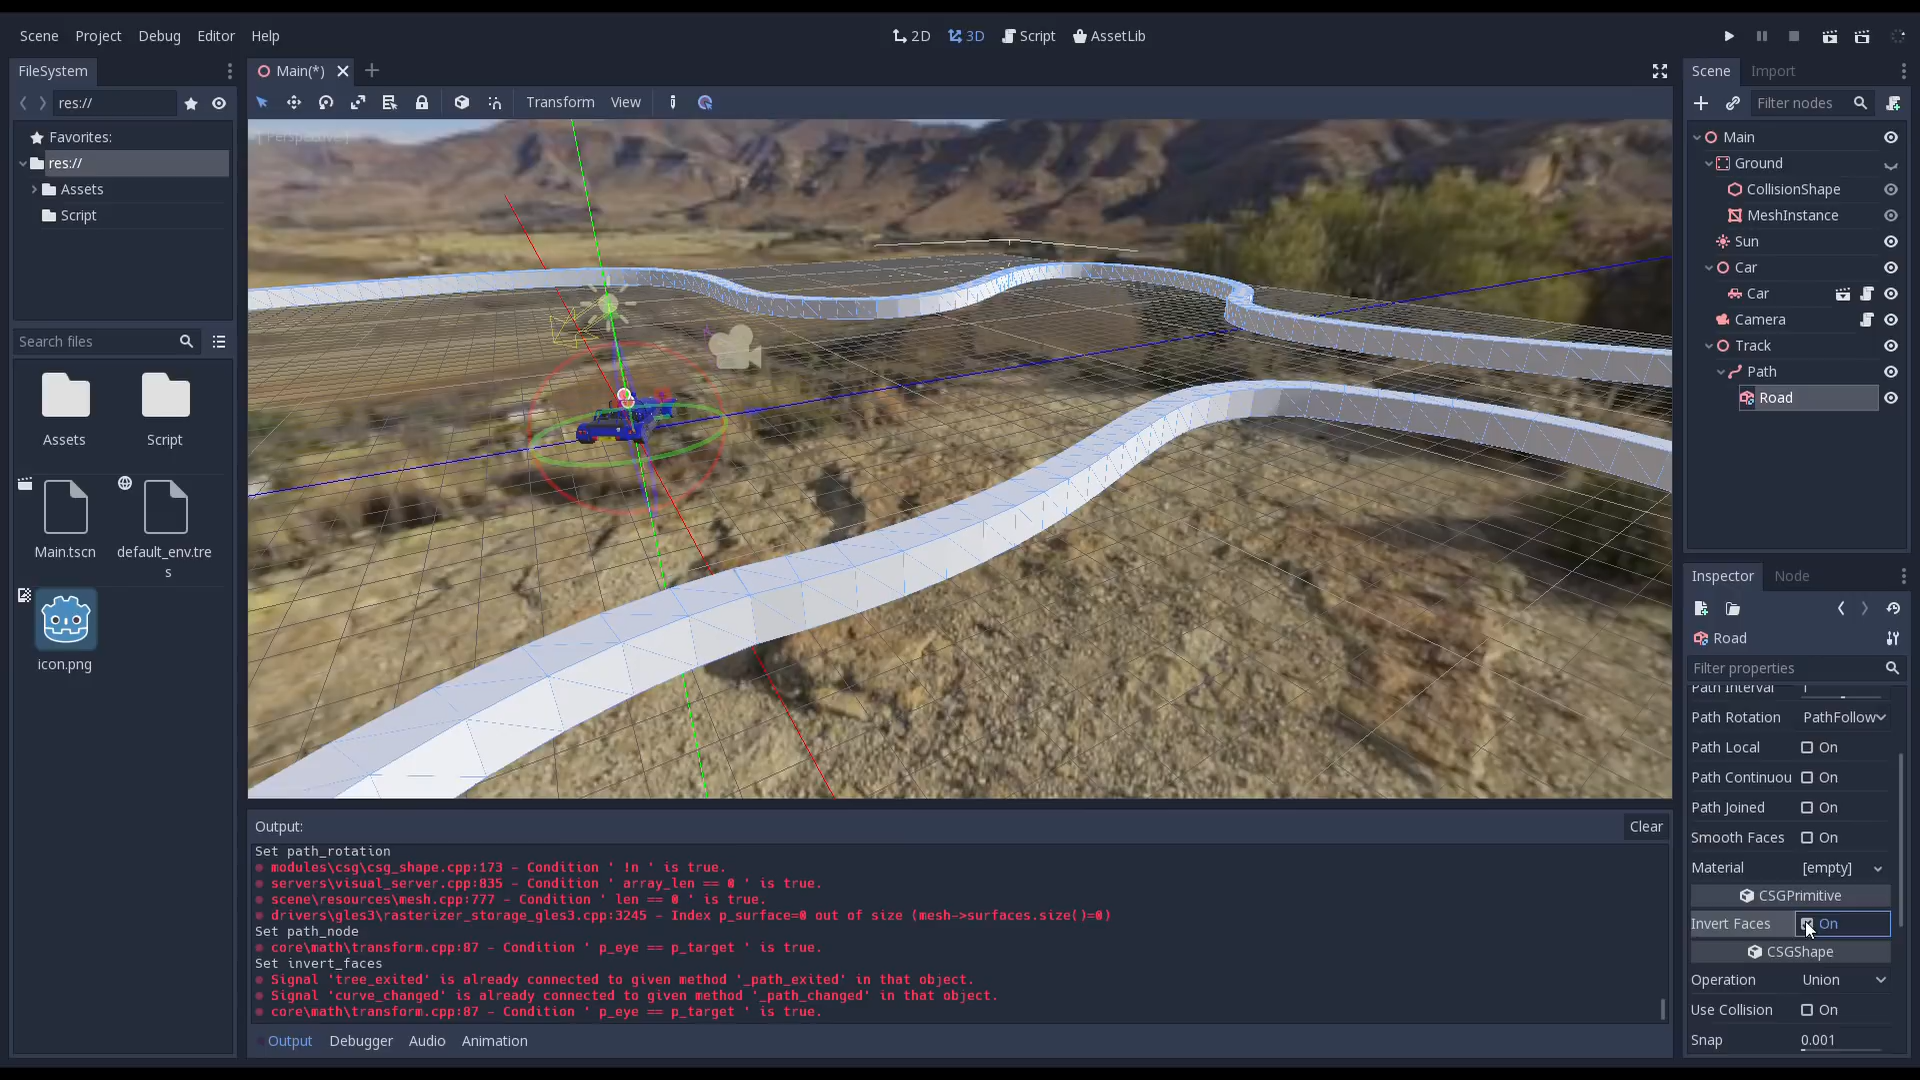 Scene Project Debug Editor Help
2D 3D Script AssetLib
FileSystem
res://
Favorites:
res://
Assets
Script
Search files
Assets
Script
Main.tscn
default_env.tre
s
icon.png
Main(*)
Transform View
[ Perspective ]
Output:
Clear
Set path_rotation
modules\csg\csg_shape.cpp:173 - Condition ' !n ' is true.
servers\visual_server.cpp:835 - Condition ' array_len == 0 ' is true.
scene\resources\mesh.cpp:777 - Condition ' len == 0 ' is true.
drivers\gles3\rasterizer_storage_gles3.cpp:3245 - Index p_surface=0 out of size (mesh->surfaces.size()=0)
Set path_node
core\math\transform.cpp:87 - Condition ' p_eye == p_target ' is true.
Set invert_faces
Signal 'tree_exited' is already connected to given method '_path_exited' in that object.
Signal 'curve_changed' is already connected to given method '_path_changed' in that object.
core\math\transform.cpp:87 - Condition ' p_eye == p_target ' is true.
Output Debugger Audio Animation
Scene Import
Filter nodes
Main
Ground
CollisionShape
MeshInstance
Sun
Car
Car
Camera
Track
Path
Road
Inspector Node
Road
Filter properties
Path Interval 1
Path Rotation PathFollow
Path Local On
Path Continuou On
Path Joined On
Smooth Faces On
Material [empty]
CSGPrimitive
Invert Faces On
CSGShape
Operation Union
Use Collision On
Snap 0.001